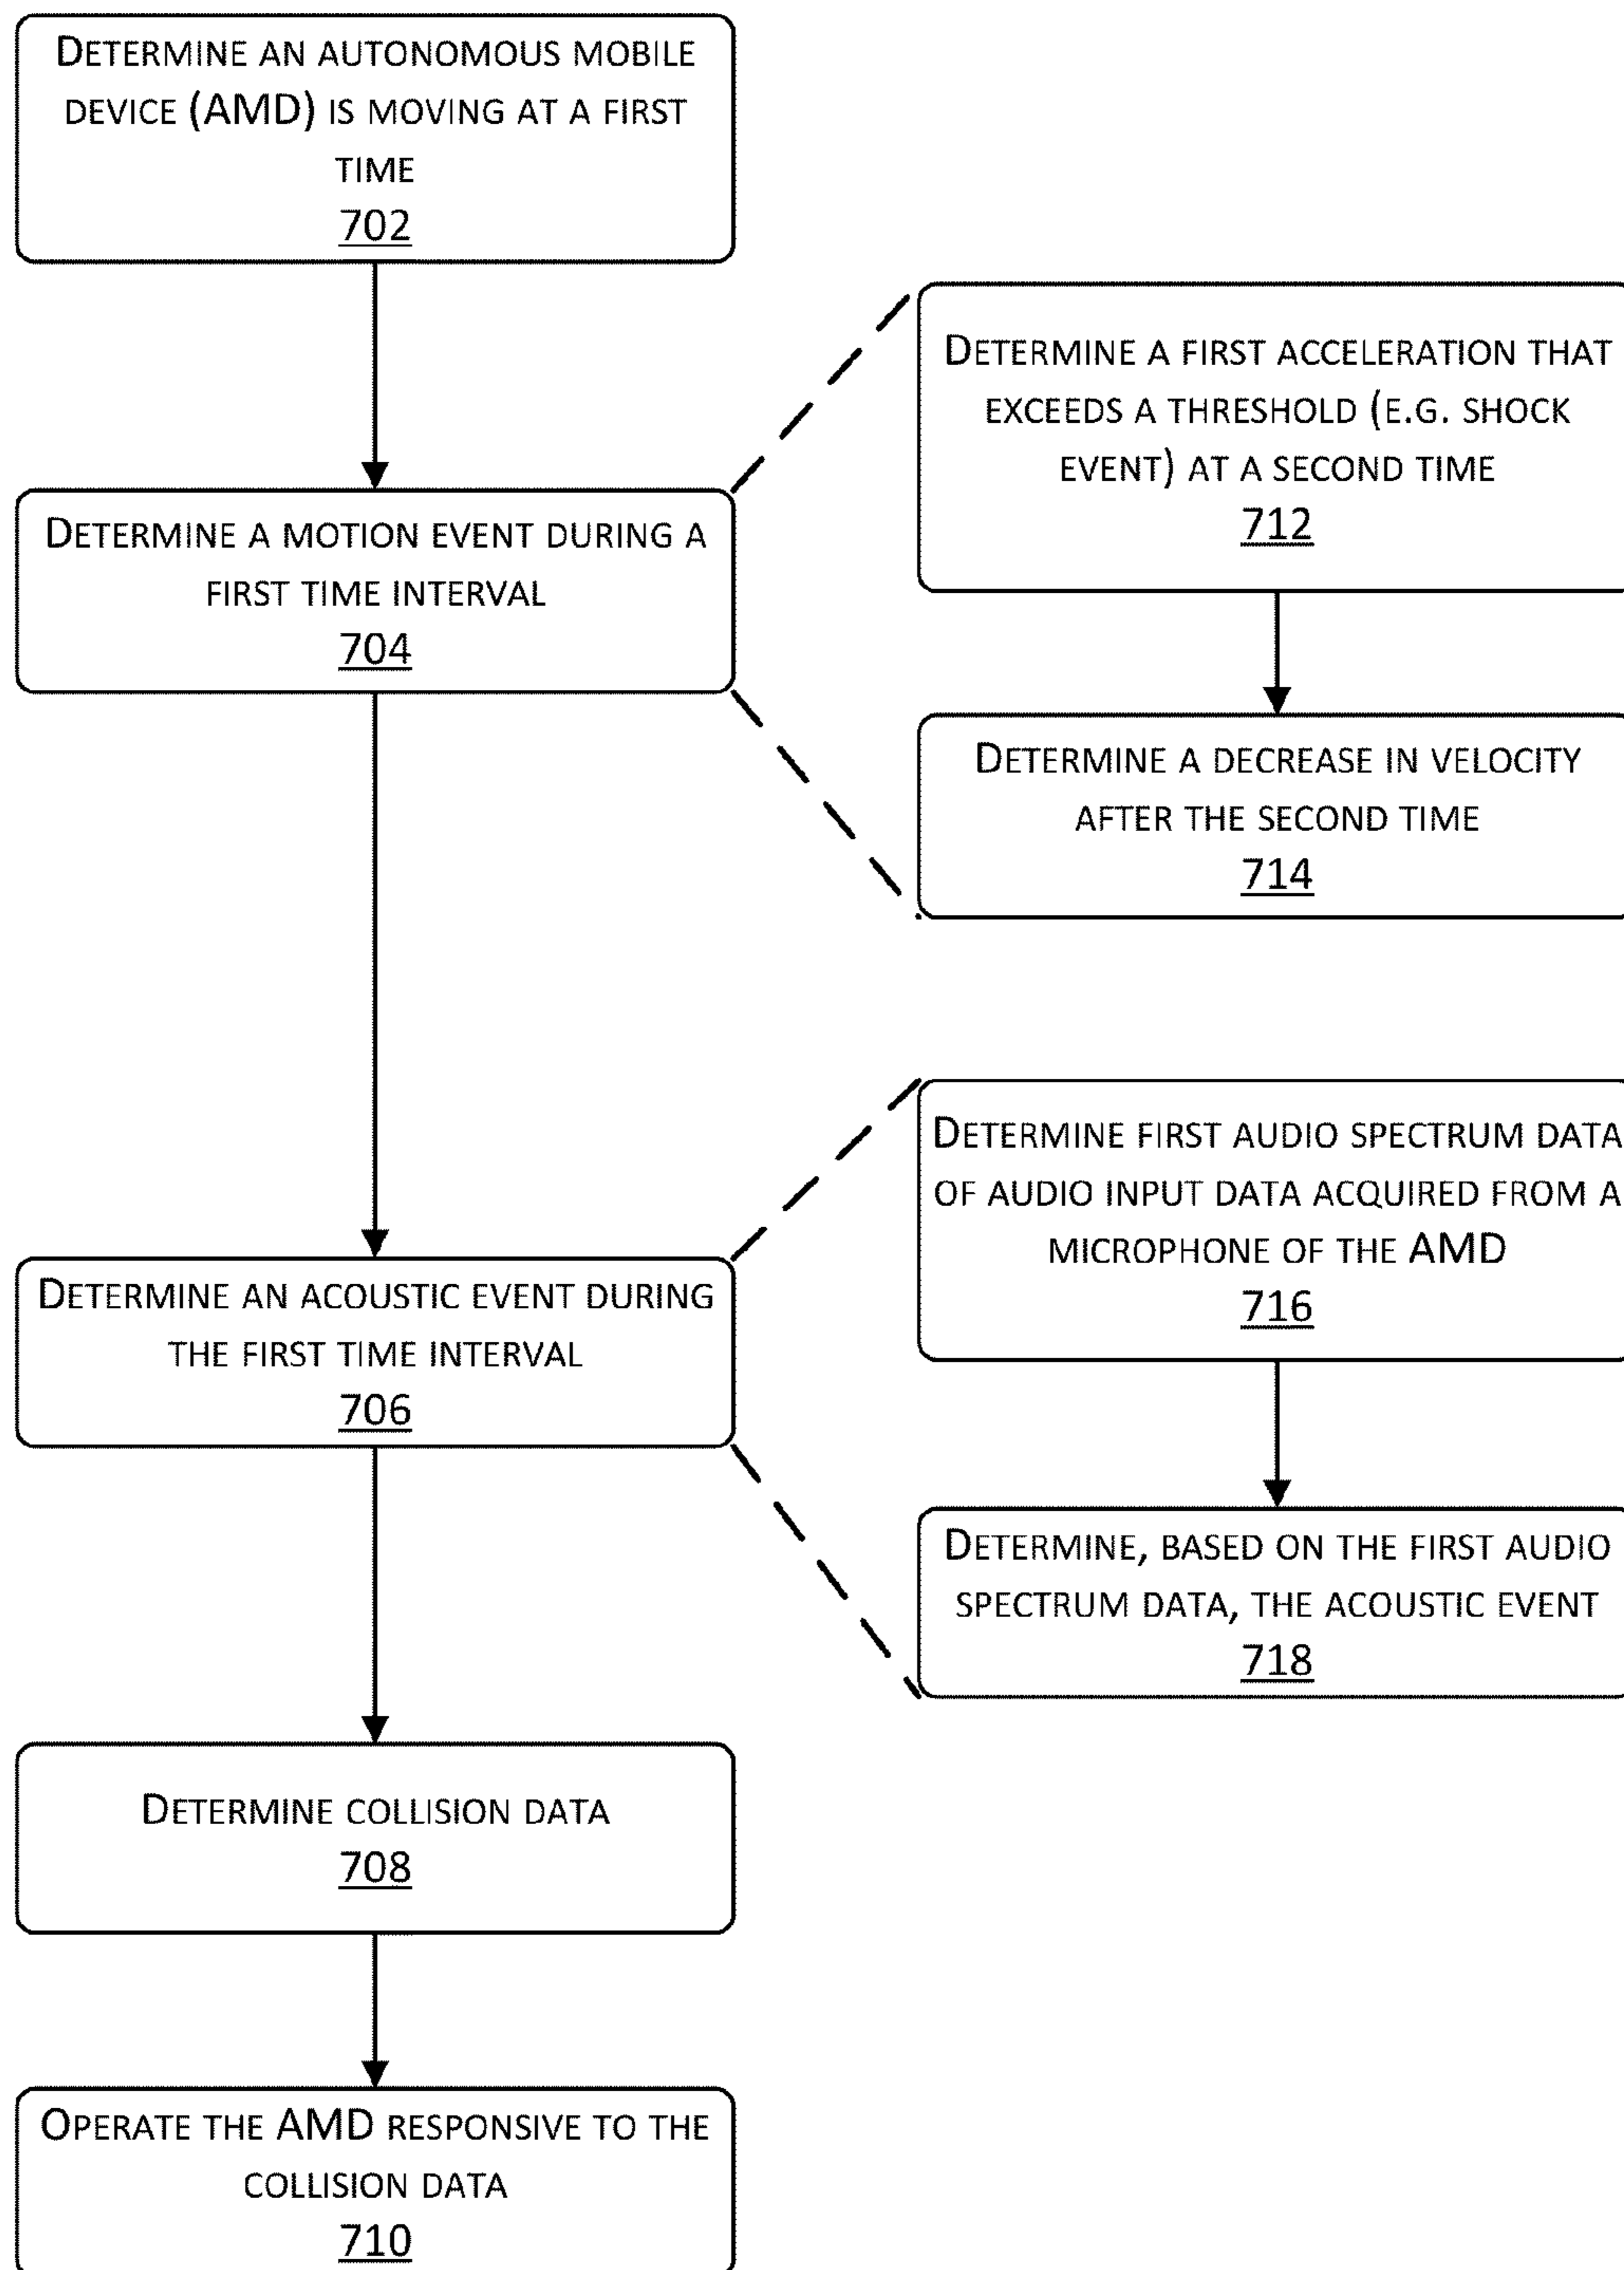 DETERMINE AN AUTONOMOUS MOBILE
DEVICE (AMD) IS MOVING AT A FIRST
TIME
702
DETERMINE A MOTION EVENT DURING A
FIRST TIME INTERVAL
704
DETERMINE A FIRST ACCELERATION THAT
EXCEEDS A THRESHOLD (E.G. SHOCK
EVENT) AT A SECOND TIME
712
DETERMINE A DECREASE IN VELOCITY
AFTER THE SECOND TIME
714
DETERMINE AN ACOUSTIC EVENT DURING
THE FIRST TIME INTERVAL
706
DETERMINE FIRST AUDIO SPECTRUM DATA
OF AUDIO INPUT DATA ACQUIRED FROM A
MICROPHONE OF THE AMD
716
DETERMINE, BASED ON THE FIRST AUDIO
SPECTRUM DATA, THE ACOUSTIC EVENT
718
DETERMINE COLLISION DATA
708
OPERATE THE AMD RESPONSIVE TO THE
COLLISION DATA
710